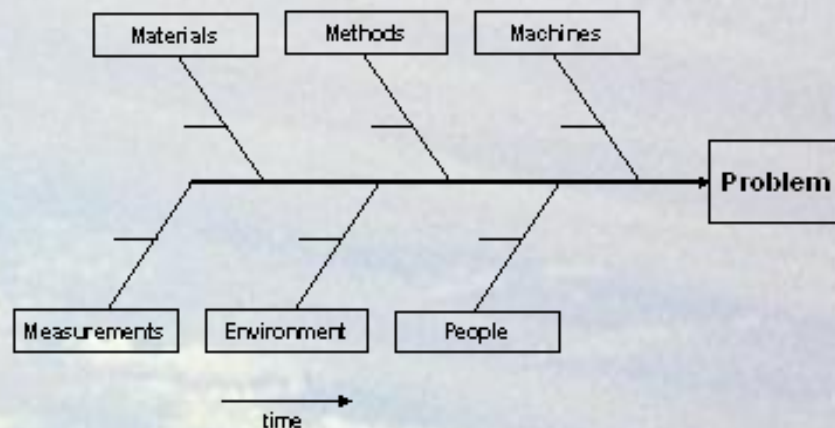 Materials
Methods
Machines
Problem
Measurements
Environment
People
time